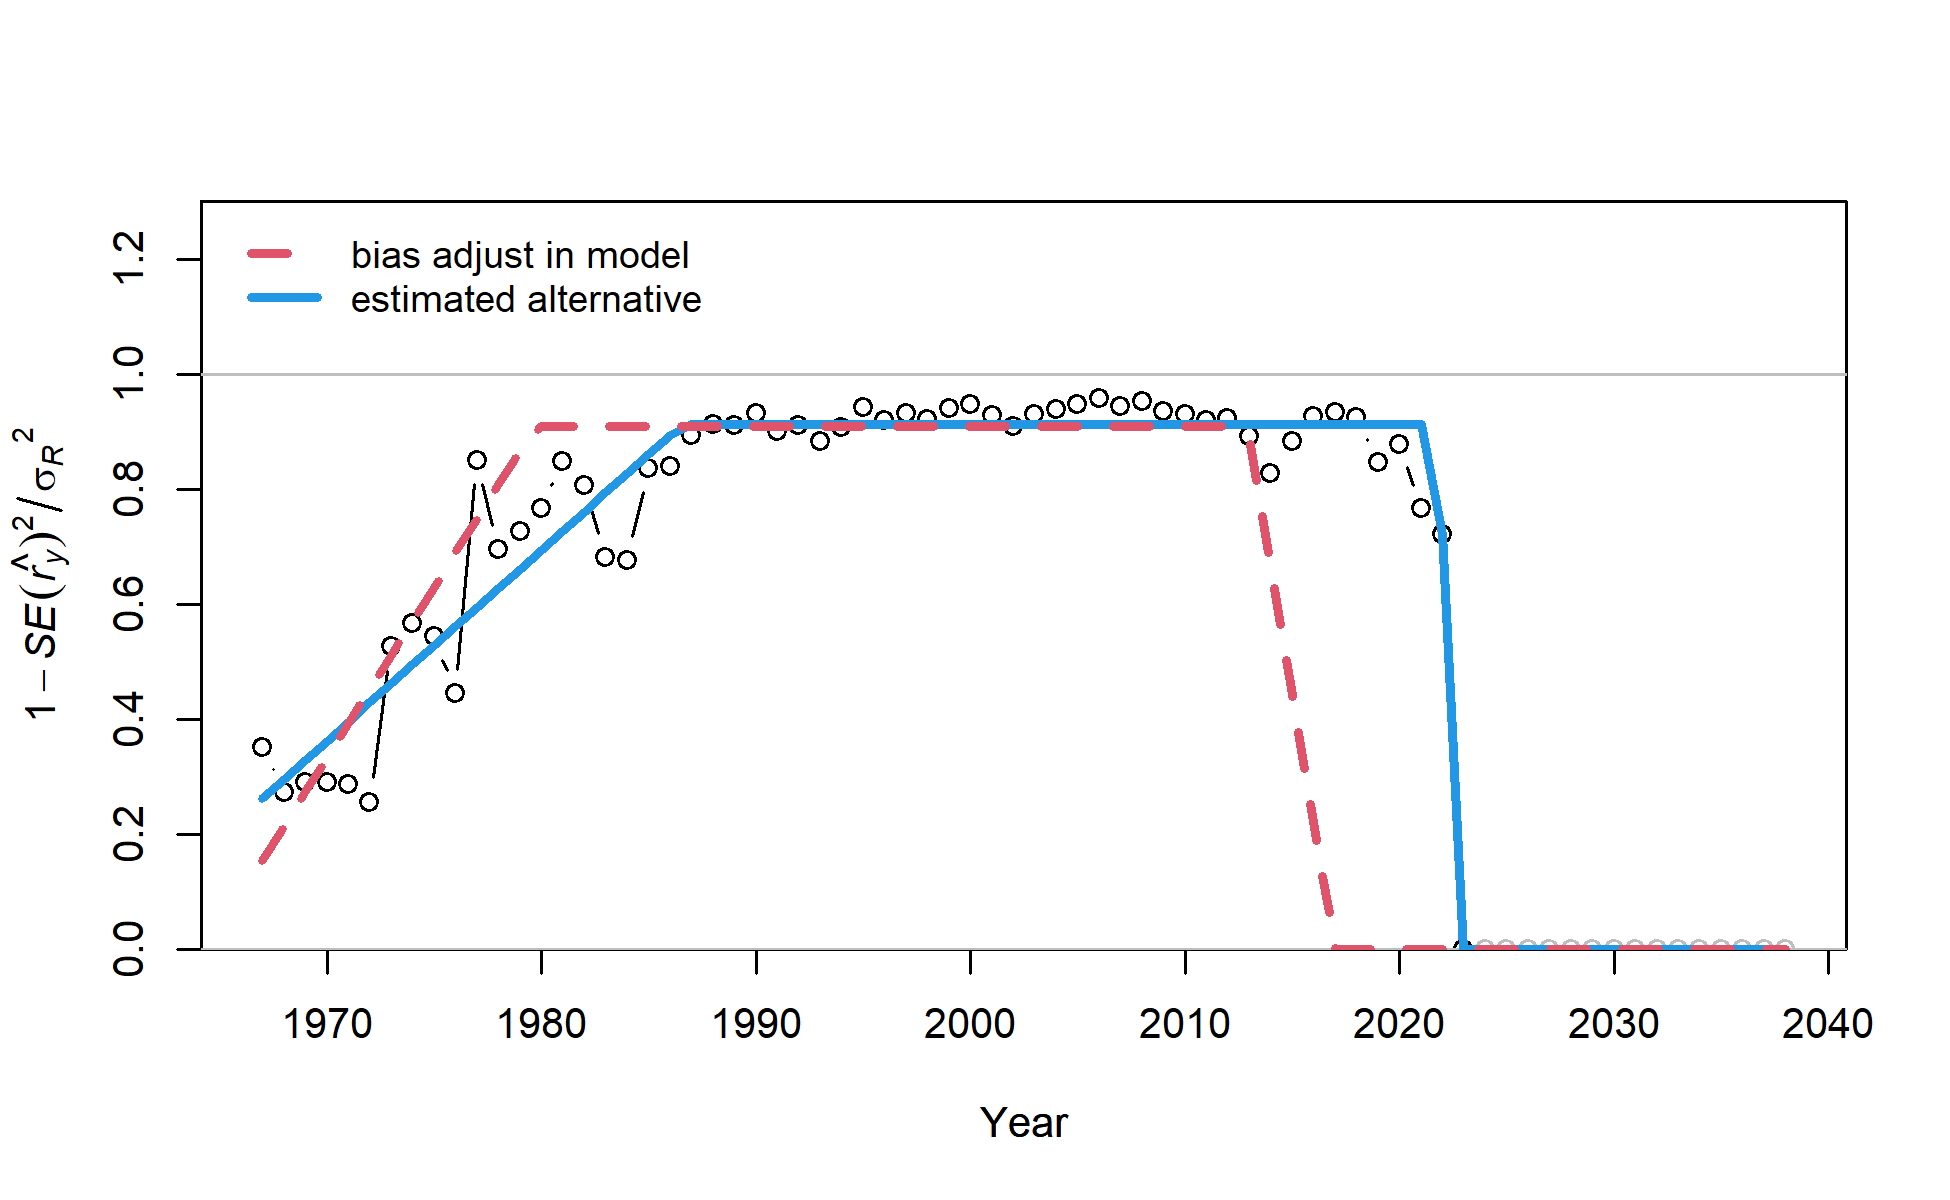 bias adjust in model
estimated alternative
1 − SE(r̂y)² / σR²
1.2
1.0
0.8
0.6
0.4
0.2
0.0
1970 1980 1990 2000 2010 2020 2030 2040
Year